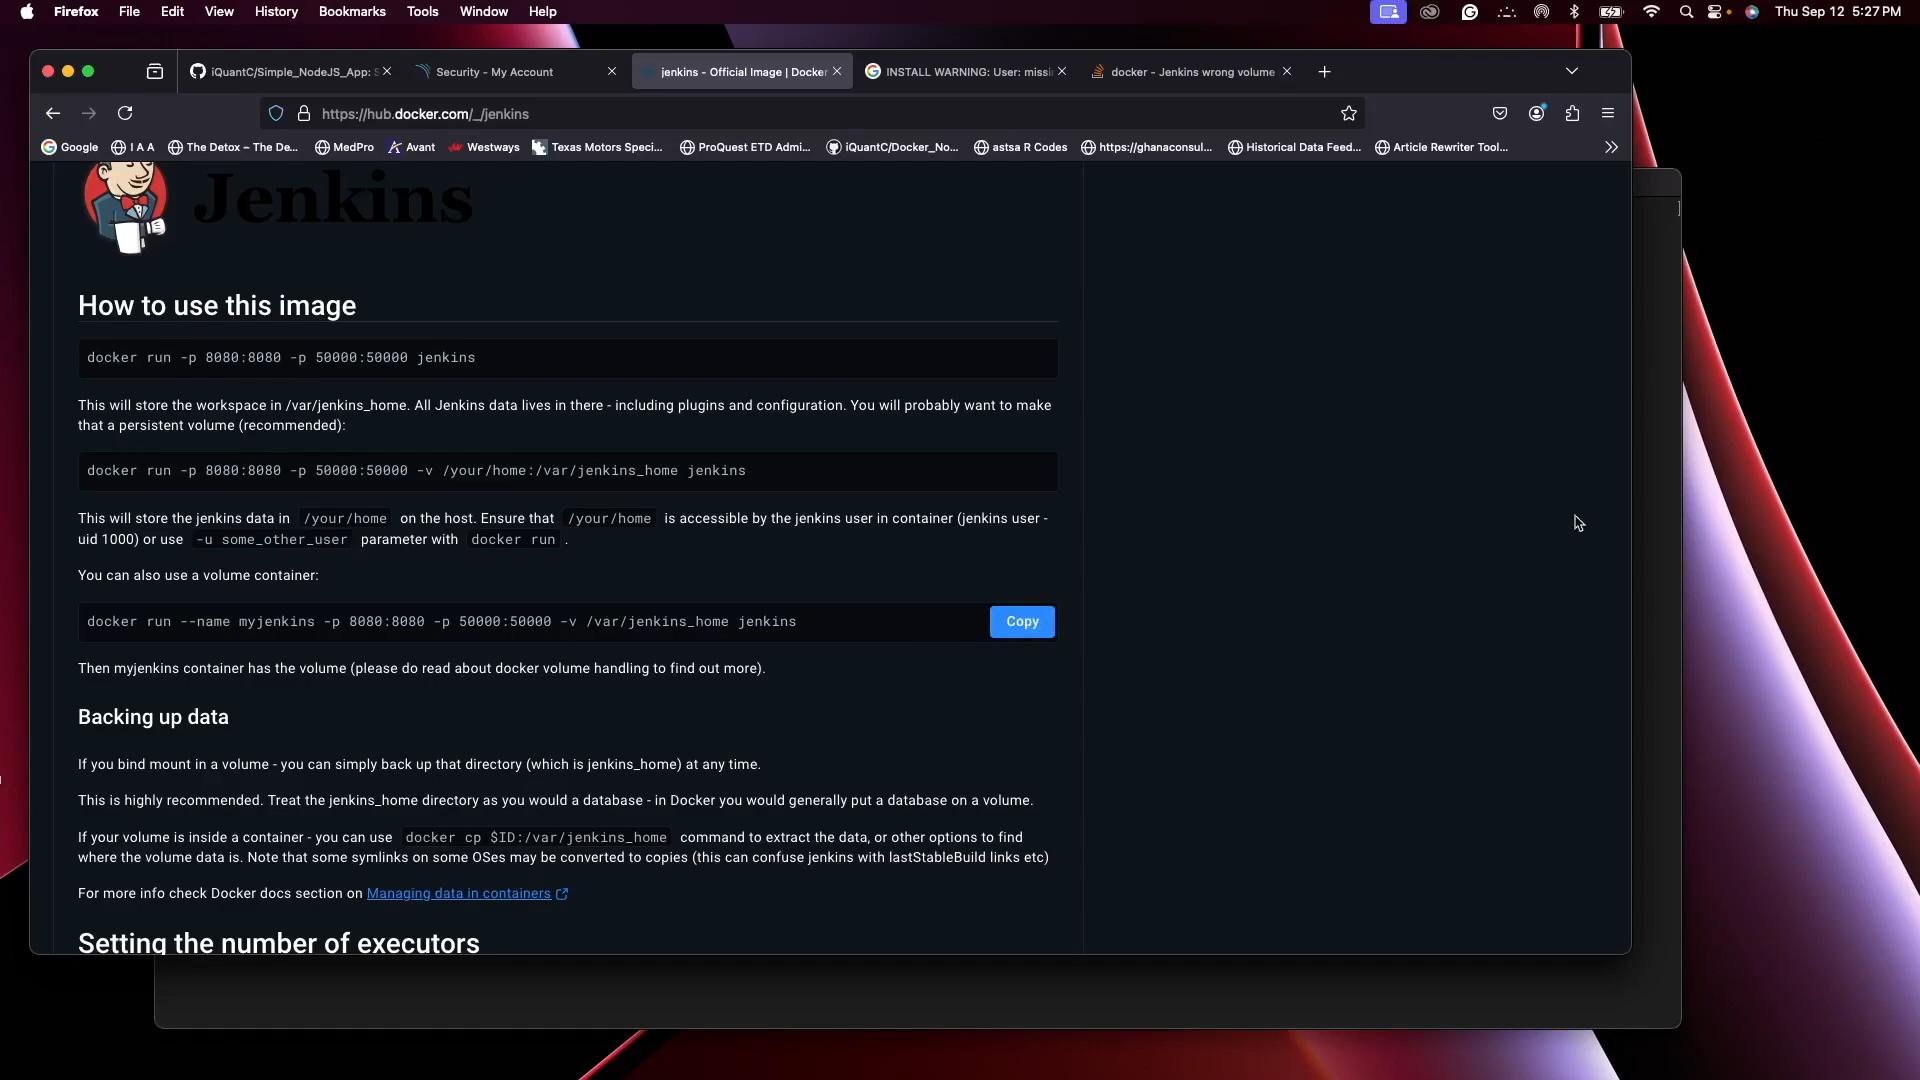 Firefox File Edit View History Bookmarks Tools Window Help Thu Sep 12 5:27 PM
iQuantC/Simple_NodeJS_App: S Security - My Account jenkins - Official Image | Docker INSTALL WARNING: User: missi docker - Jenkins wrong volume
https://hub.docker.com/_/jenkins
Google I A A The Detox – The De... MedPro Avant Westways Texas Motors Speci... ProQuest ETD Admi... iQuantC/Docker_No... astsa R Codes https://ghanaconsul... Historical Data Feed... Article Rewriter Tool...
Jenkins
How to use this image
docker run -p 8080:8080 -p 50000:50000 jenkins
This will store the workspace in /var/jenkins_home. All Jenkins data lives in there - including plugins and configuration. You will probably want to make
that a persistent volume (recommended):
docker run -p 8080:8080 -p 50000:50000 -v /your/home:/var/jenkins_home jenkins
This will store the jenkins data in /your/home on the host. Ensure that /your/home is accessible by the jenkins user in container (jenkins user -
uid 1000) or use -u some_other_user parameter with docker run .
You can also use a volume container:
docker run --name myjenkins -p 8080:8080 -p 50000:50000 -v /var/jenkins_home jenkins Copy
Then myjenkins container has the volume (please do read about docker volume handling to find out more).
Backing up data
If you bind mount in a volume - you can simply back up that directory (which is jenkins_home) at any time.
This is highly recommended. Treat the jenkins_home directory as you would a database - in Docker you would generally put a database on a volume.
If your volume is inside a container - you can use docker cp $ID:/var/jenkins_home command to extract the data, or other options to find
where the volume data is. Note that some symlinks on some OSes may be converted to copies (this can confuse jenkins with lastStableBuild links etc)
For more info check Docker docs section on Managing data in containers
Setting the number of executors